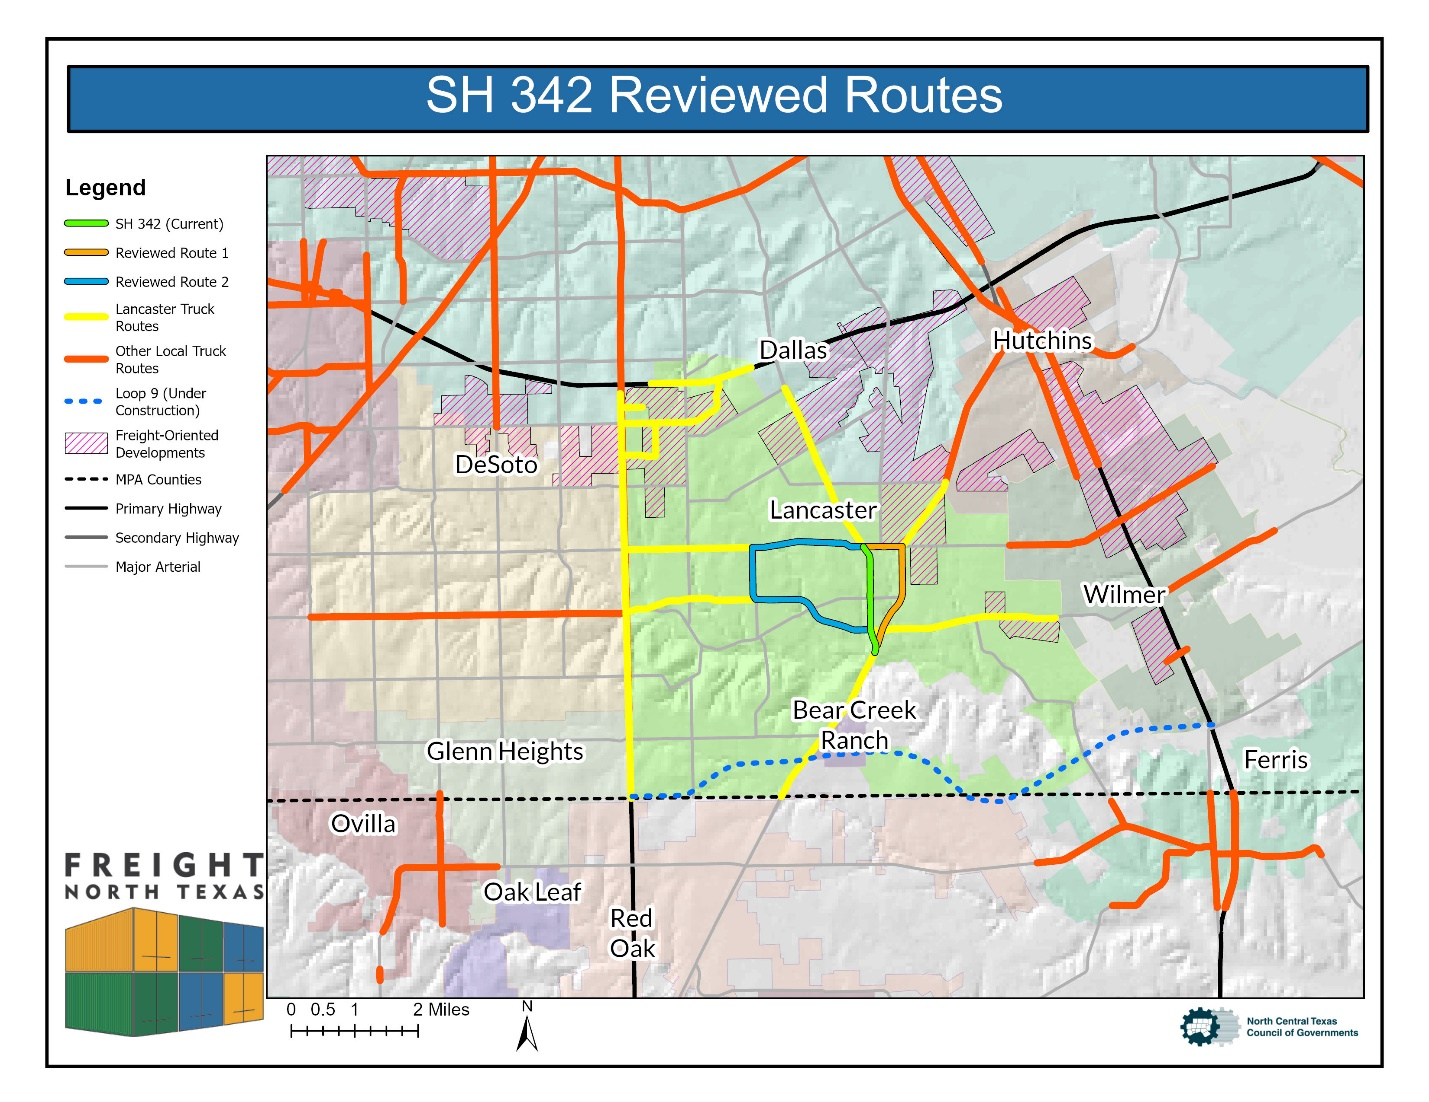 SH 342 Reviewed Routes
Legend
SH 342 (Current)
Reviewed Route 1
Reviewed Route 2
Lancaster Truck
Routes
Other Local Truck
Routes
Loop 9 (Under
Construction)
Freight-Oriented
Developments
MPA Counties
Primary Highway
Secondary Highway
Major Arterial
Dallas
Hutchins
DeSoto
Lancaster
Wilmer
Bear Creek
Ranch
Glenn Heights
Ferris
Ovilla
Oak Leaf
Red
Oak
FREIGHT
NORTH TEXAS
0 0.5 1 2 Miles
N
North Central Texas
Council of Governments